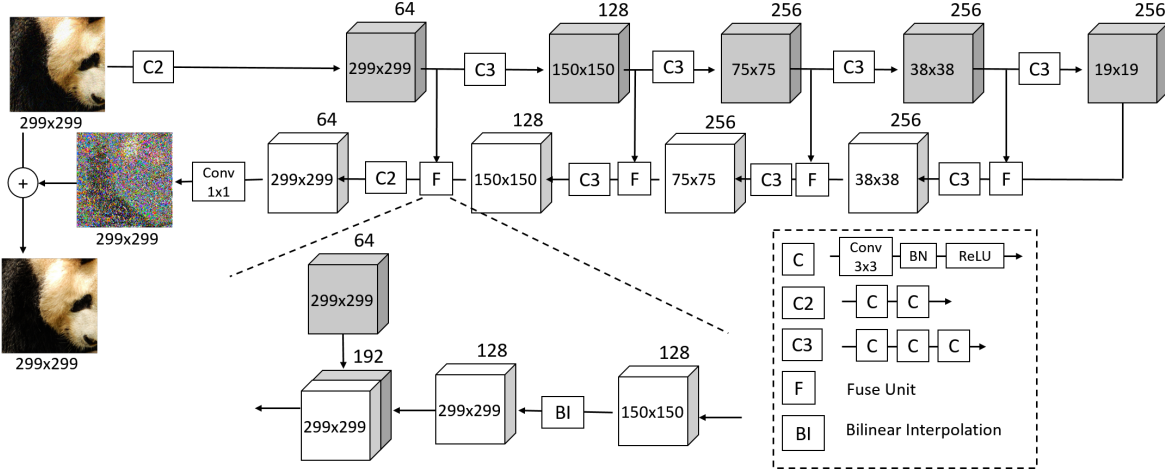 64
128
256
256
256
C2
299x299
C3
150x150
C3
75x75
C3
38x38
C3
19x19
299x299
64
128
256
256
+
Conv
1x1
299x299
C2
F
150x150
C3
F
75x75
C3
F
38x38
C3
F
299x299
64
299x299
299x299
192
128
128
299x299
299x299
BI
150x150
C
Conv
3x3
BN
ReLU
C2
C
C
C3
C
C
C
F
Fuse Unit
BI
Bilinear Interpolation